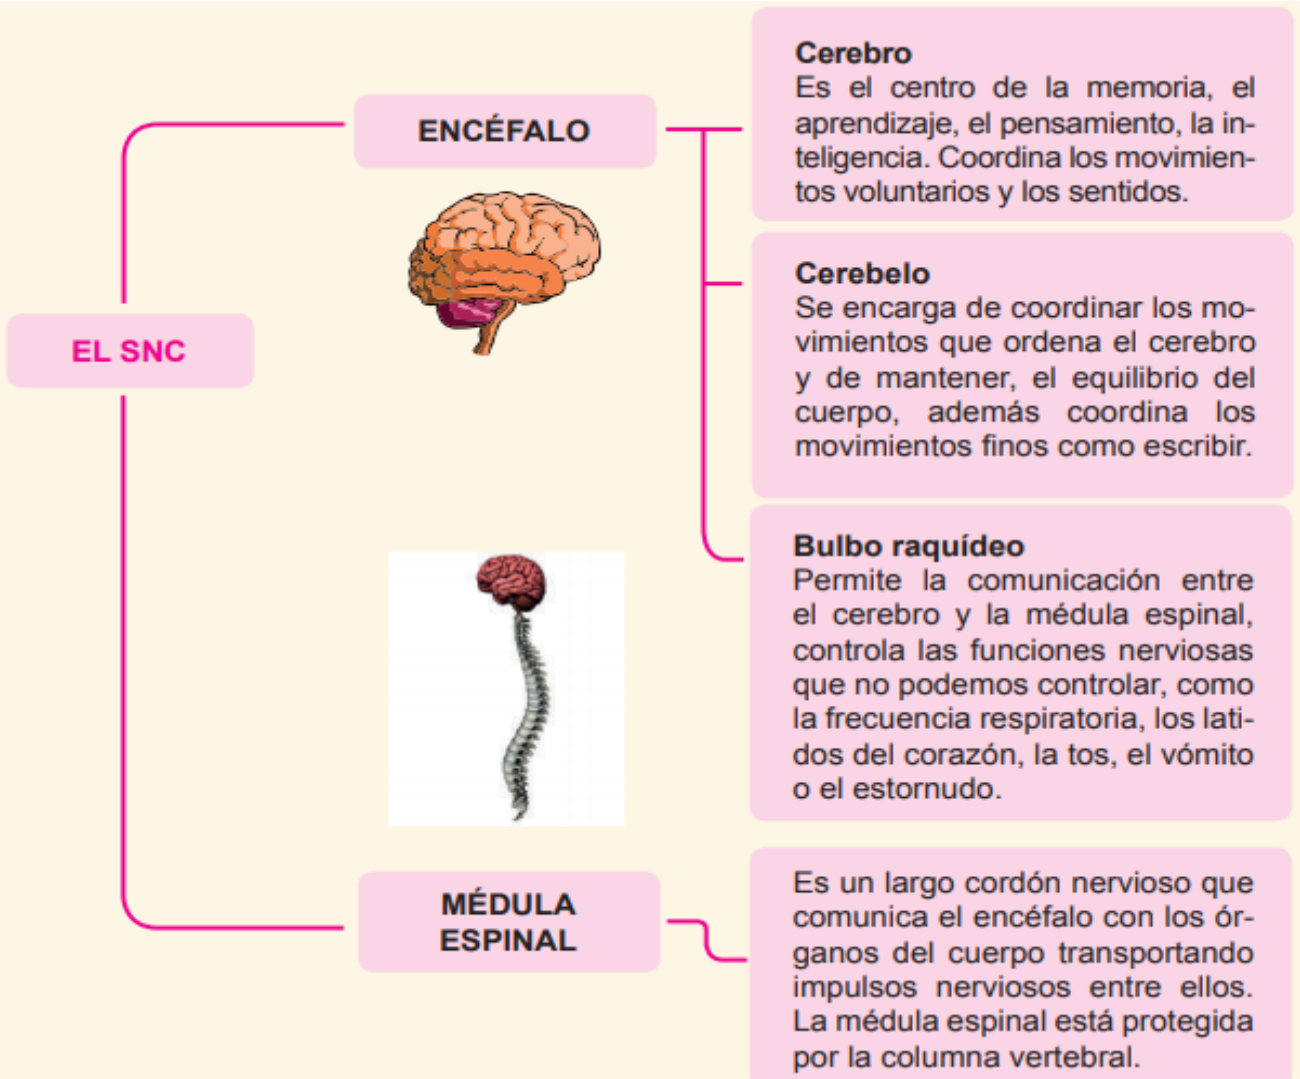 Cerebro
Es el centro de la memoria, el
aprendizaje, el pensamiento, la in-
teligencia. Coordina los movimien-
tos voluntarios y los sentidos.
ENCÉFALO
Cerebelo
Se encarga de coordinar los mo-
vimientos que ordena el cerebro
y de mantener, el equilibrio del
cuerpo, además coordina los
movimientos finos como escribir.
EL SNC
Bulbo raquídeo
Permite la comunicación entre
el cerebro y la médula espinal,
controla las funciones nerviosas
que no podemos controlar, como
la frecuencia respiratoria, los lati-
dos del corazón, la tos, el vómito
o el estornudo.
MÉDULA
ESPINAL
Es un largo cordón nervioso que
comunica el encéfalo con los ór-
ganos del cuerpo transportando
impulsos nerviosos entre ellos.
La médula espinal está protegida
por la columna vertebral.